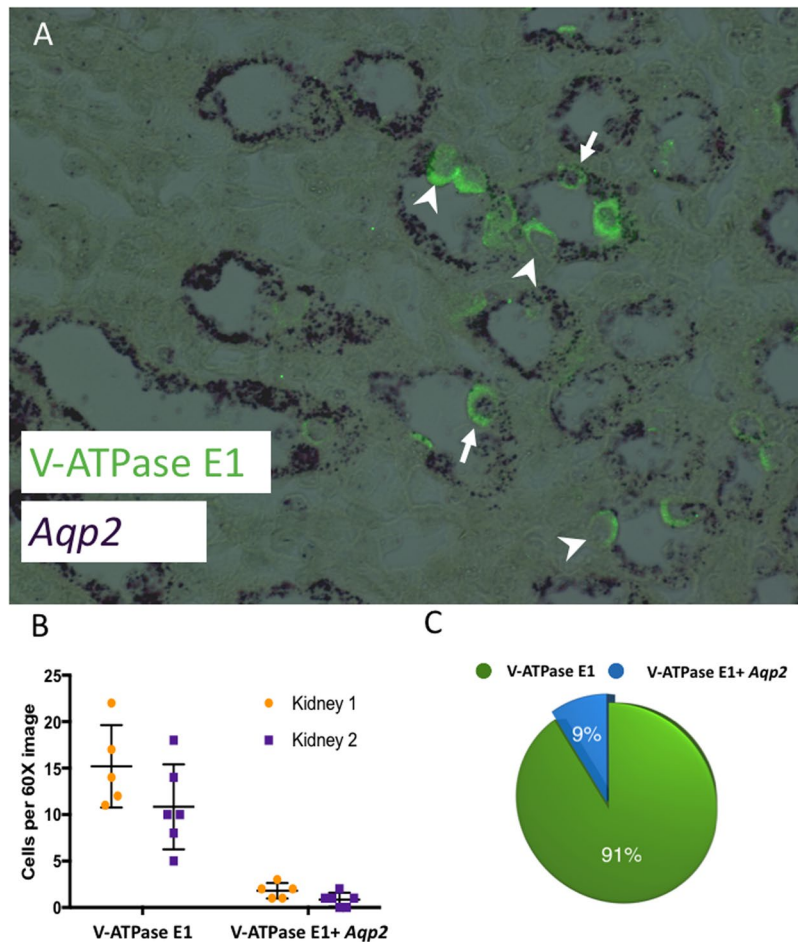 A
V-ATPase E1
Aqp2
B
25
20
15
10
5
0
Cells per 60X image
Kidney 1
Kidney 2
V-ATPase E1
V-ATPase E1+ Aqp2
C
V-ATPase E1
V-ATPase E1+ Aqp2
9%
91%